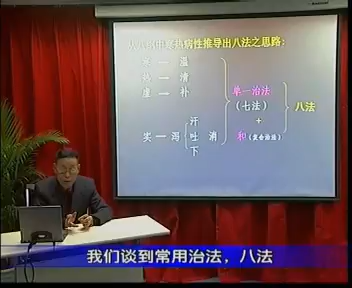 八纲中寒热病性推导出八法之思路:
寒 — 温
热 — 清
虚 — 补
实 — 泻
汗
吐 消
下
单一治法
(七法)
+
和(复合治法)
八法
我们谈到常用治法,八法